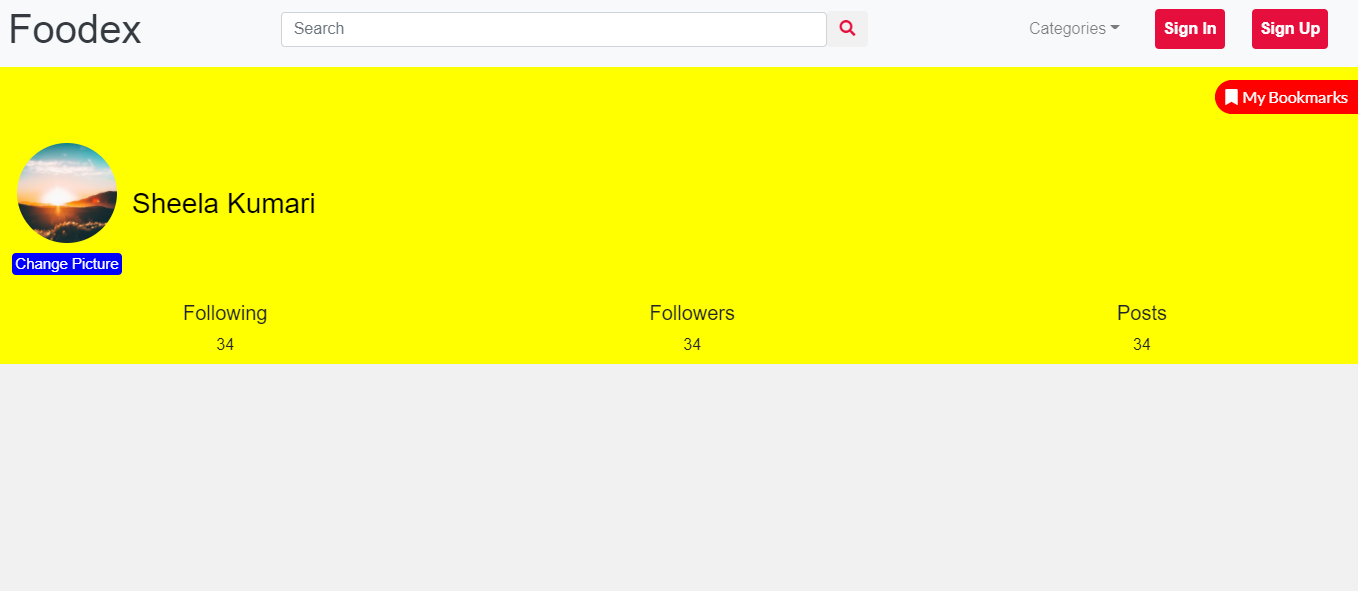 Foodex
Search
Categories
Sign In
Sign Up
My Bookmarks
Sheela Kumari
Change Picture
Following
Followers
Posts
34
34
34